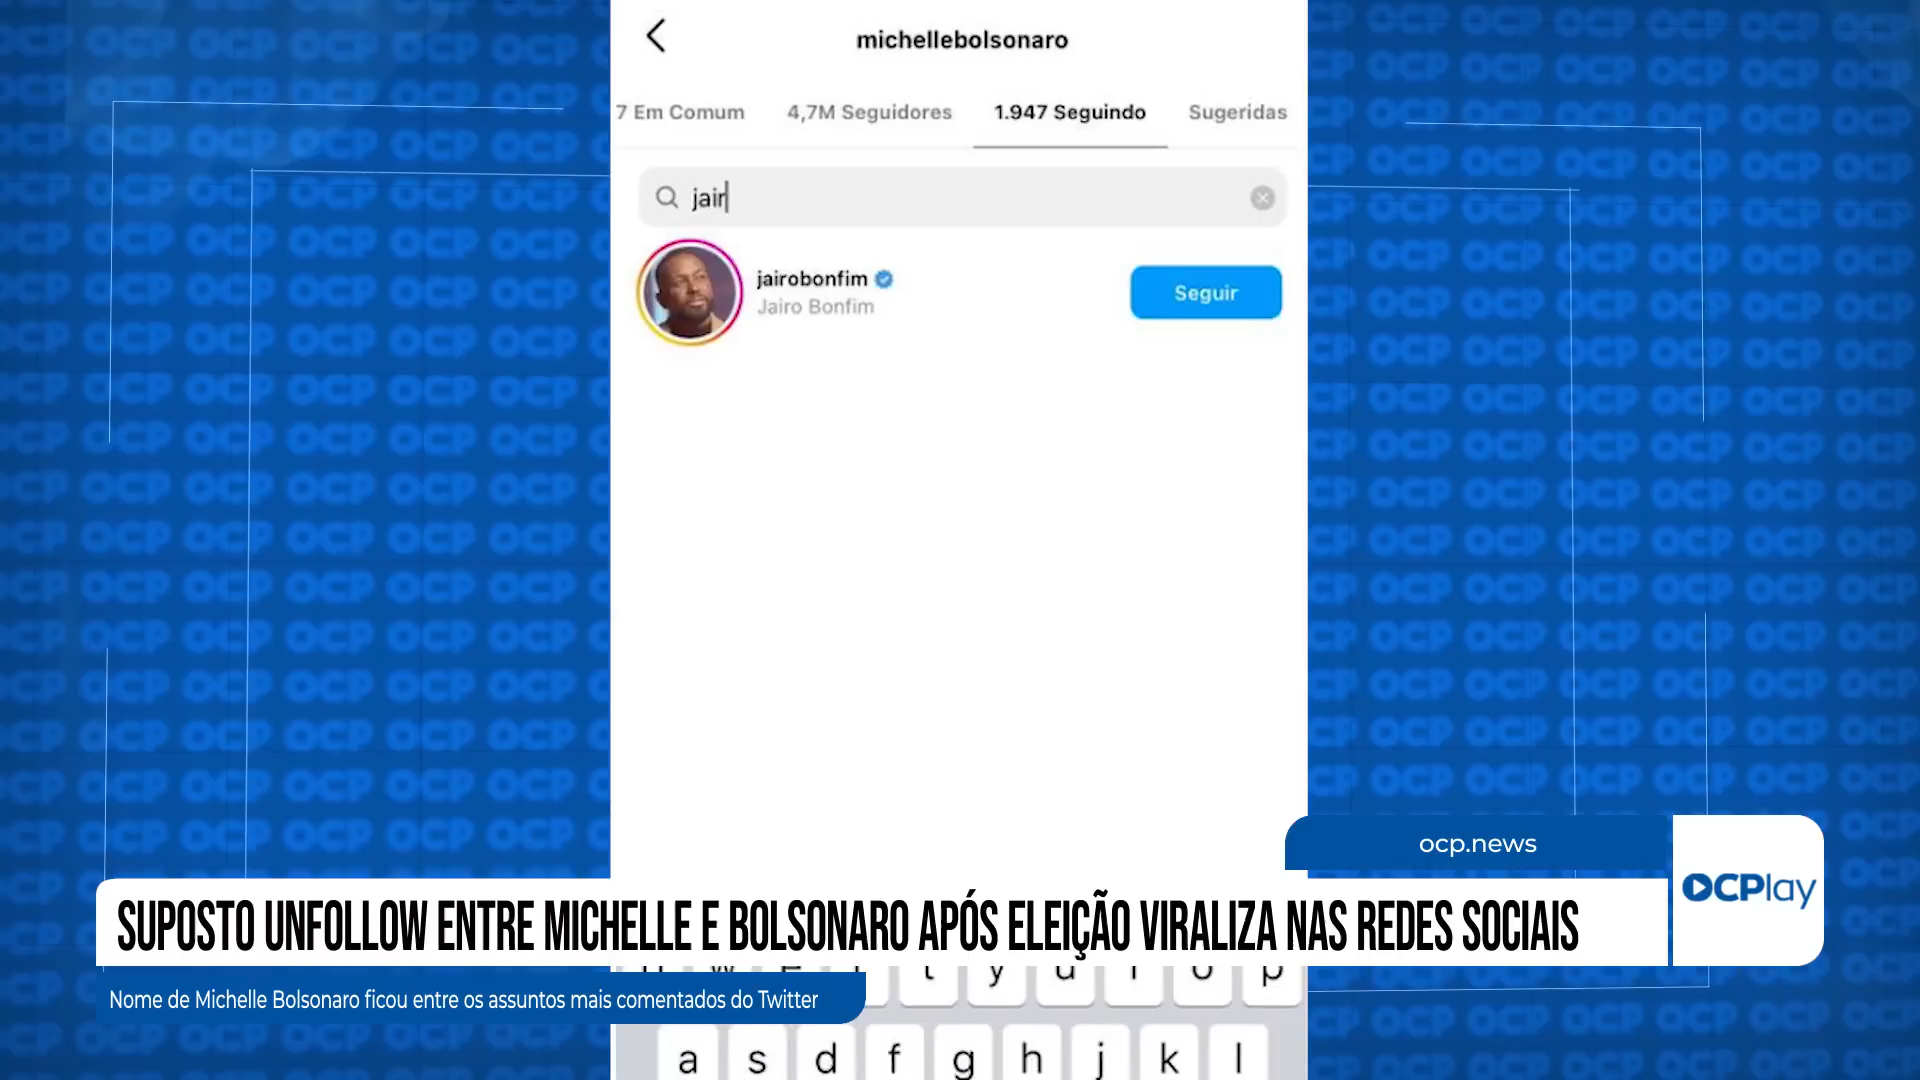 michellebolsonaro
7 Em Comum 4,7M Seguidores 1.947 Seguindo Sugeridas
jair
jairobonfim
Jairo Bonfim
Seguir
ocp.news
OCPlay
SUPOSTO UNFOLLOW ENTRE MICHELLE E BOLSONARO APÓS ELEIÇÃO VIRALIZA NAS REDES SOCIAIS
t y u o p
Nome de Michelle Bolsonaro ficou entre os assuntos mais comentados do Twitter
a s d f g h j k l